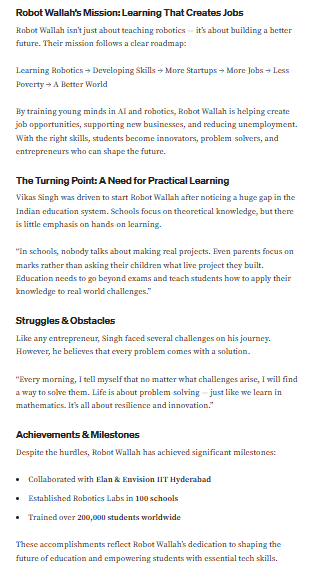 Robot Wallah's Mission: Learning That Creates Jobs
Robot Wallah isn't just about teaching robotics — it's about building a better
future. Their mission follows a clear roadmap:
Learning Robotics → Developing Skills → More Startups → More Jobs → Less
Poverty → A Better World
By training young minds in AI and robotics, Robot Wallah is helping create
job opportunities, supporting new businesses, and reducing unemployment.
With the right skills, students become innovators, problem-solvers, and
entrepreneurs who can shape the future.
The Turning Point: A Need for Practical Learning
Vikas Singh was driven to start Robot Wallah after noticing a huge gap in the
Indian education system. Schools focus on theoretical knowledge, but there
is little emphasis on hands-on learning.
"In schools, nobody talks about making real projects. Even parents focus on
marks rather than asking their children what live project they built.
Education needs to go beyond exams and teach students how to apply their
knowledge to real-world challenges."
Struggles & Obstacles
Like any entrepreneur, Singh faced several challenges on his journey.
However, he believes that every problem comes with a solution.
"Every morning, I tell myself that no matter what challenges arise, I will find
a way to solve them. Life is about problem-solving — just like we learn in
mathematics. It's all about resilience and innovation."
Achievements & Milestones
Despite the hurdles, Robot Wallah has achieved significant milestones:
• Collaborated with Elan & Envision IIT Hyderabad
• Established Robotics Labs in 100 schools
• Trained over 200,000 students worldwide
These accomplishments reflect Robot Wallah's dedication to shaping the
future of education and empowering students with essential tech skills.